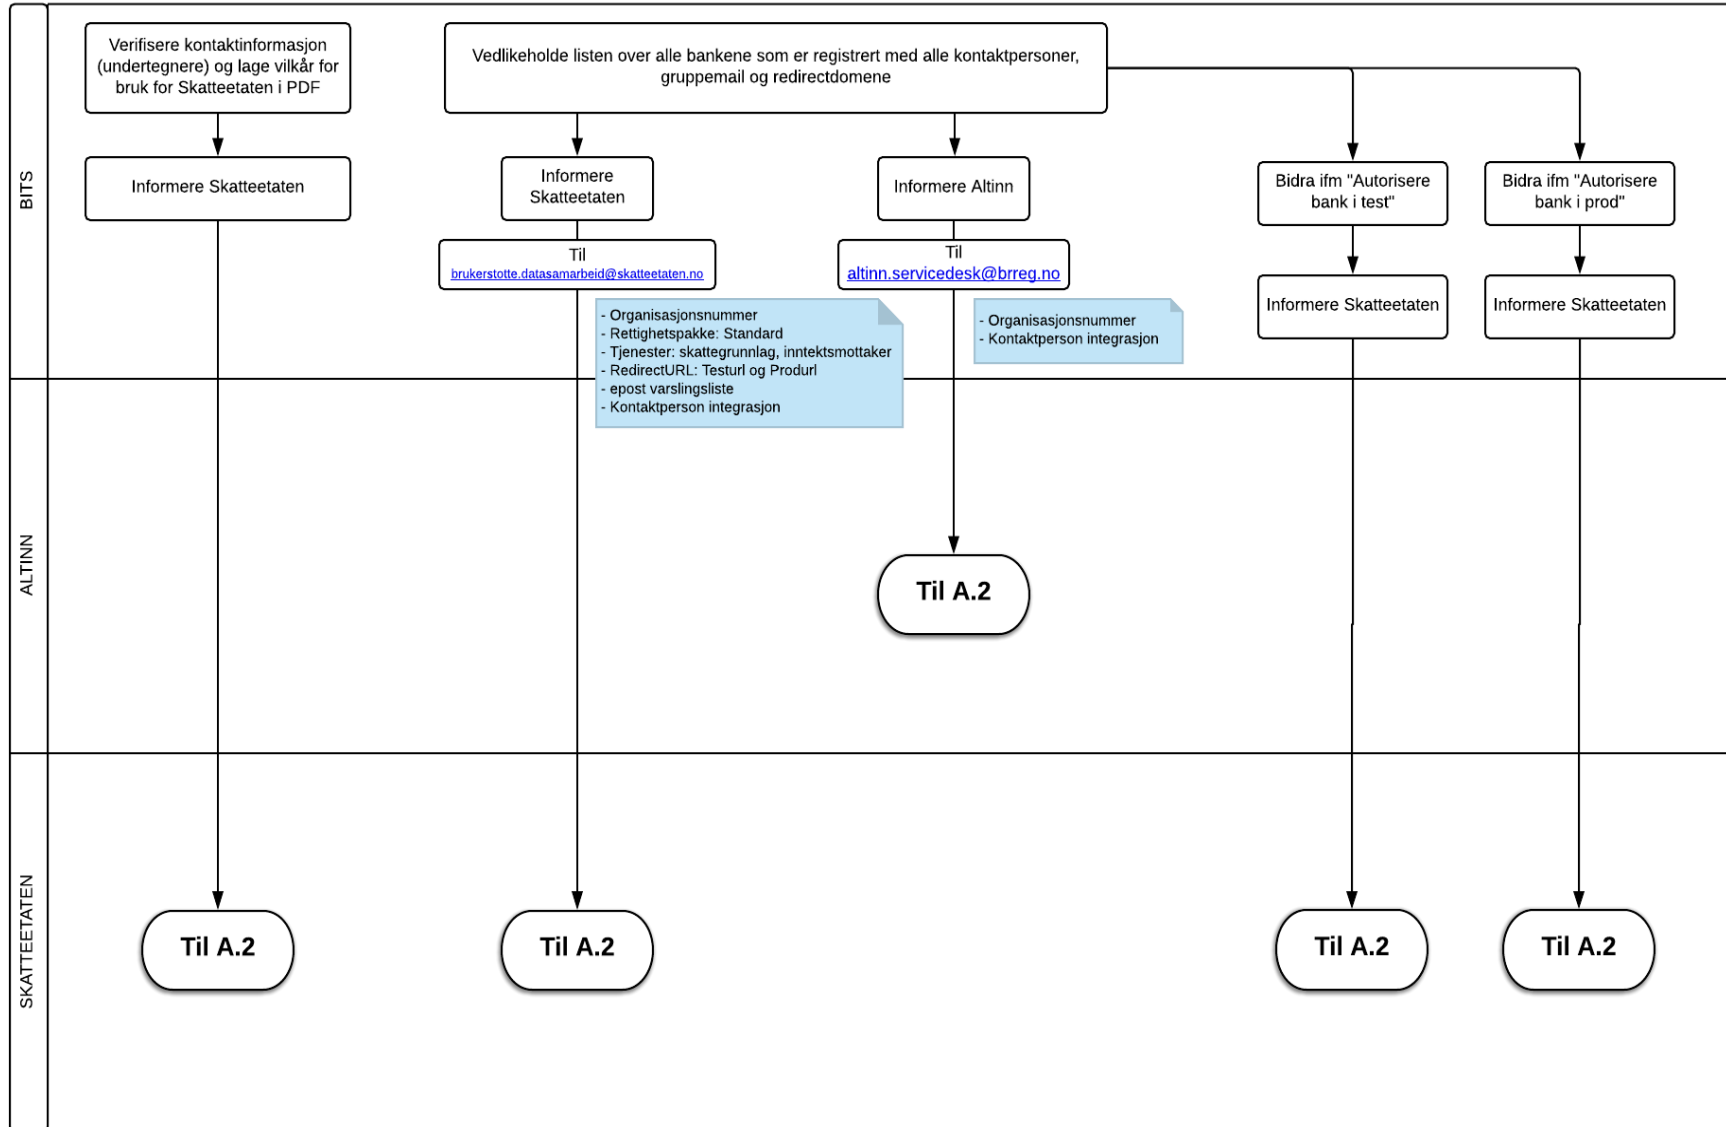 BITS
Verifisere kontaktinformasjon
(undertegnere) og lage vilkår for
bruk for Skatteetaten i PDF
Vedlikeholde listen over alle bankene som er registrert med alle kontaktpersoner,
gruppemail og redirectdomene
Informere Skatteetaten
Informere
Skatteetaten
Informere Altinn
Bidra ifm "Autorisere
bank i test"
Bidra ifm "Autorisere
bank i prod"
Til
brukerstotte.datasamarbeid@skatteetaten.no
Til
altinn.servicedesk@brreg.no
Informere Skatteetaten
Informere Skatteetaten
- Organisasjonsnummer
- Rettighetspakke: Standard
- Tjenester: skattegrunnlag, inntektsmottaker
- RedirectURL: Testurl og Produrl
- epost varslingsliste
- Kontaktperson integrasjon
- Organisasjonsnummer
- Kontaktperson integrasjon
ALTINN
Til A.2
SKATTEETATEN
Til A.2
Til A.2
Til A.2
Til A.2